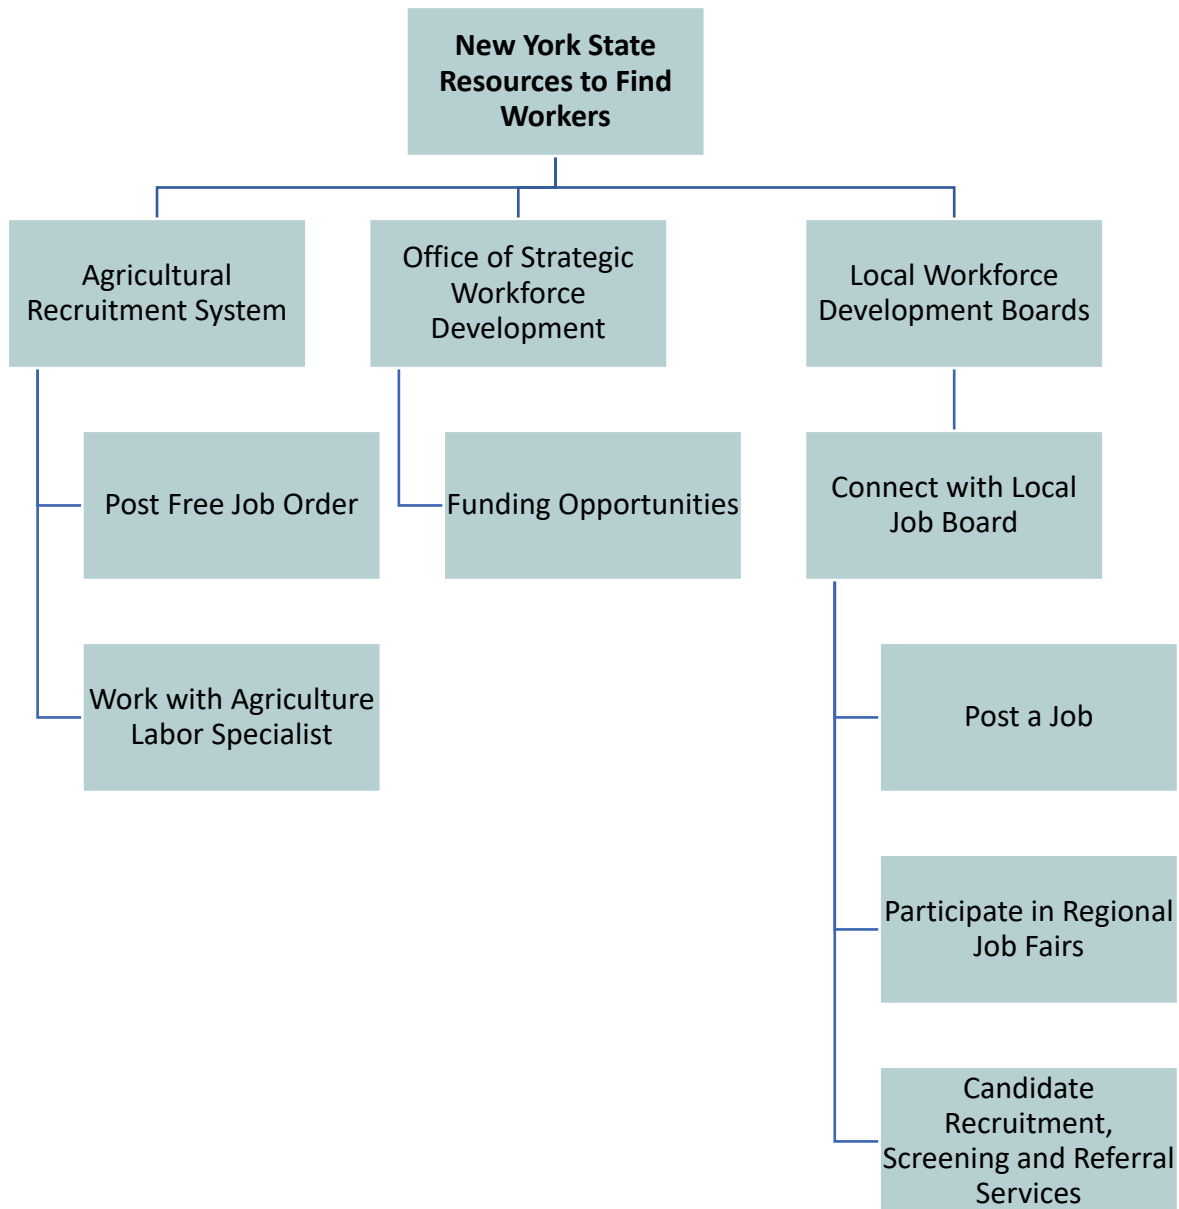 New York State
Resources to Find
Workers
Agricultural
Recruitment System
Office of Strategic
Workforce
Development
Local Workforce
Development Boards
Post Free Job Order
Funding Opportunities
Connect with Local
Job Board
Work with Agriculture
Labor Specialist
Post a Job
Participate in Regional
Job Fairs
Candidate
Recruitment,
Screening and Referral
Services